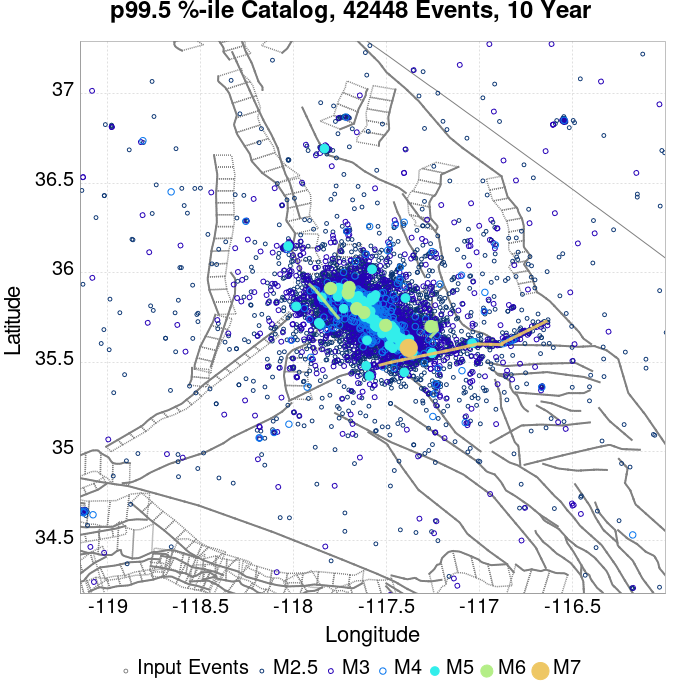 p99.5 %-ile Catalog, 42448 Events, 10 Year
37
36.5
36
35.5
35
34.5
Latitude
-119 -118.5 -118 -117.5 -117 -116.5
Longitude
Input Events M2.5 M3 M4 M5 M6 M7